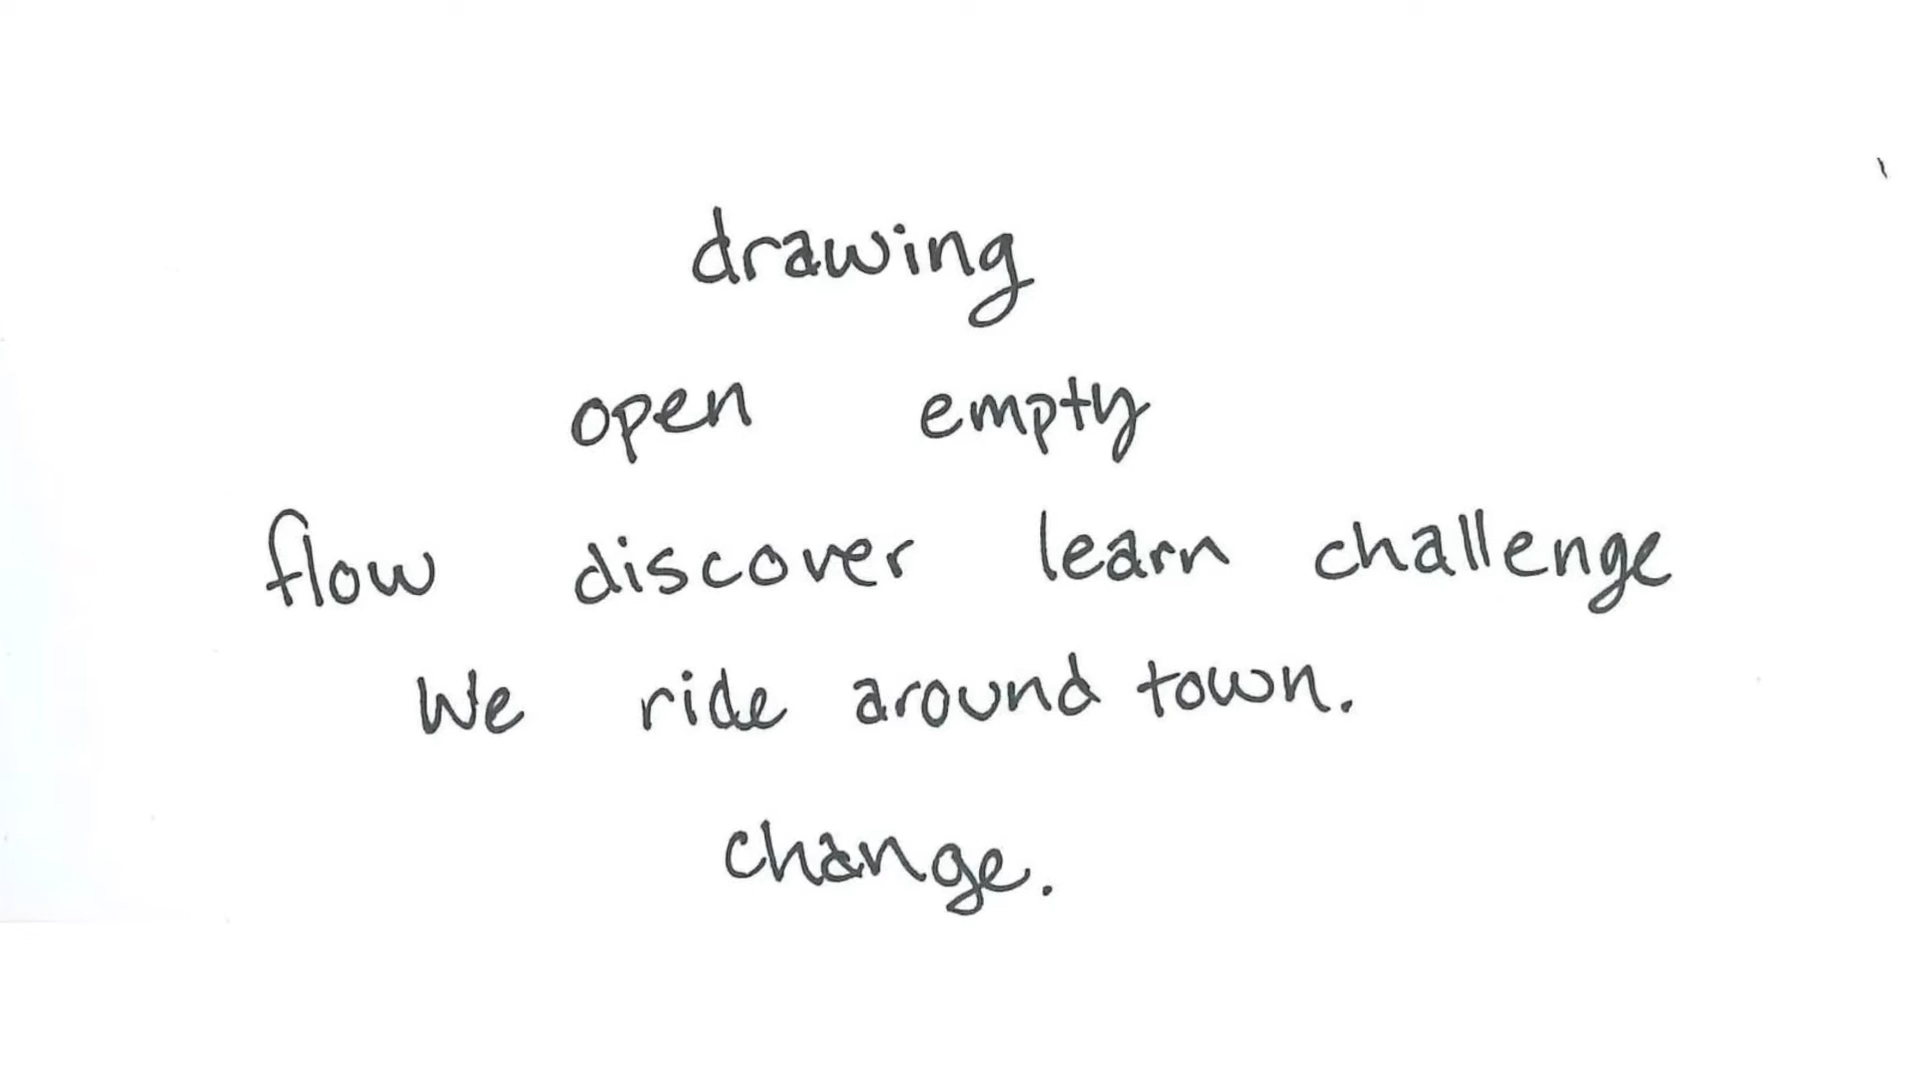 drawing
open empty
flow discover learn challenge
We ride around town.
change.